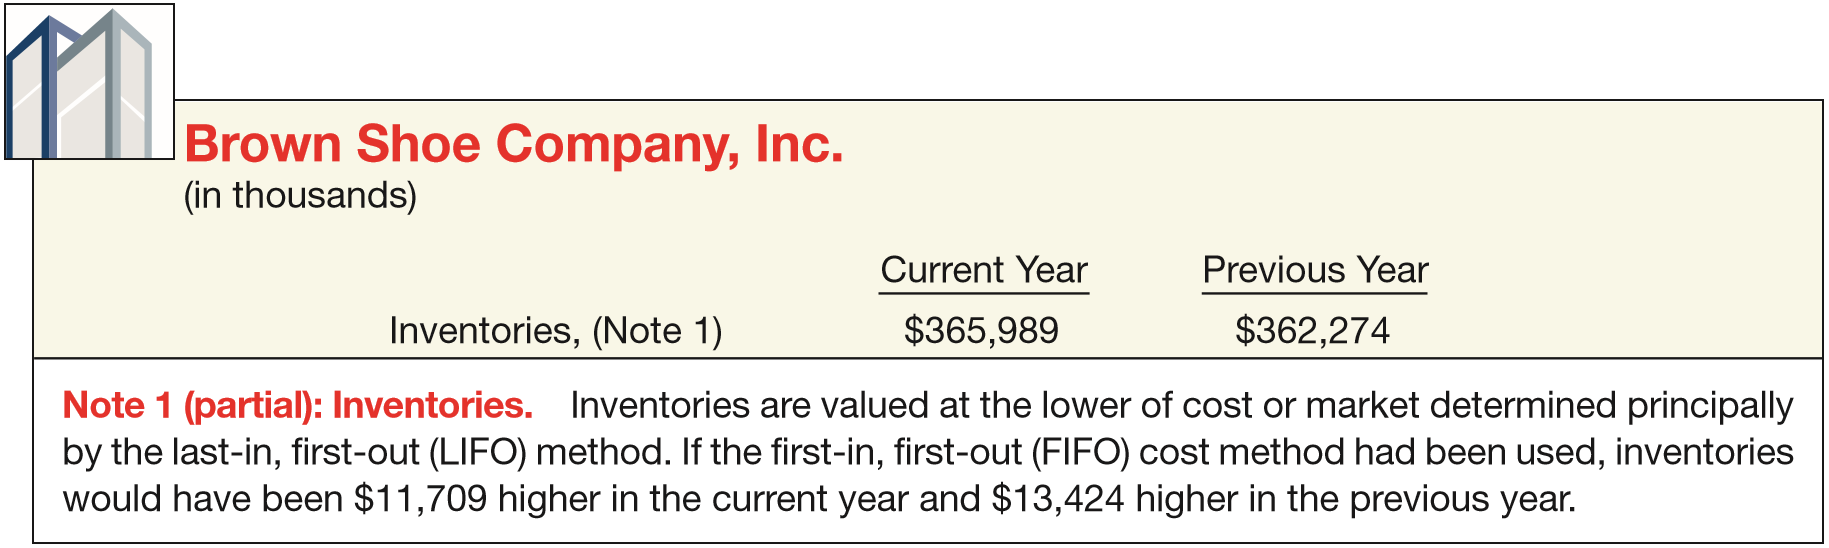 Brown Shoe Company, Inc.
(in thousands)
Current Year Previous Year
Inventories, (Note 1) $365,989 $362,274
Note 1 (partial): Inventories. Inventories are valued at the lower of cost or market determined principally
by the last-in, first-out (LIFO) method. If the first-in, first-out (FIFO) cost method had been used, inventories
would have been $11,709 higher in the current year and $13,424 higher in the previous year.